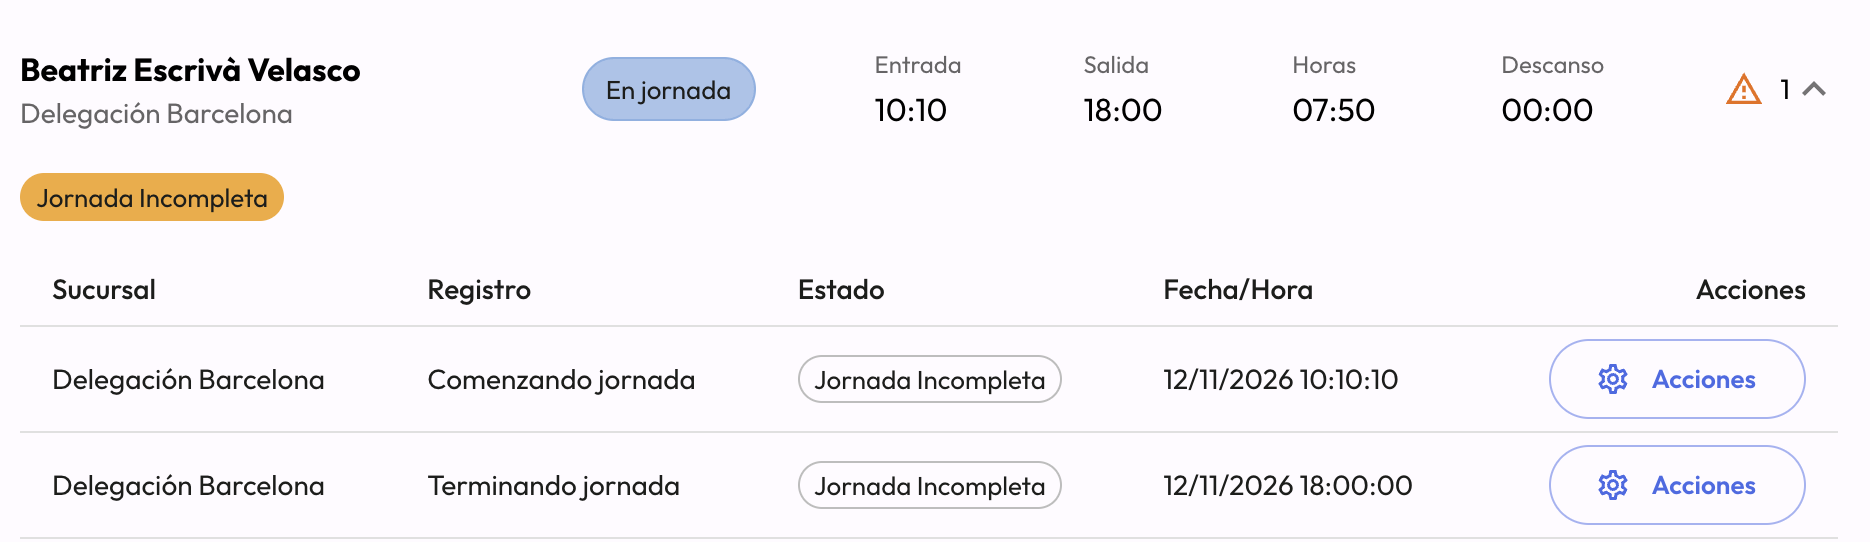 Beatriz Escrivà Velasco
Delegación Barcelona
En jornada
Entrada
10:10
Salida
18:00
Horas
07:50
Descanso
00:00
1
Jornada Incompleta
Sucursal Registro Estado Fecha/Hora Acciones
Delegación Barcelona Comenzando jornada Jornada Incompleta 12/11/2026 10:10:10 Acciones
Delegación Barcelona Terminando jornada Jornada Incompleta 12/11/2026 18:00:00 Acciones